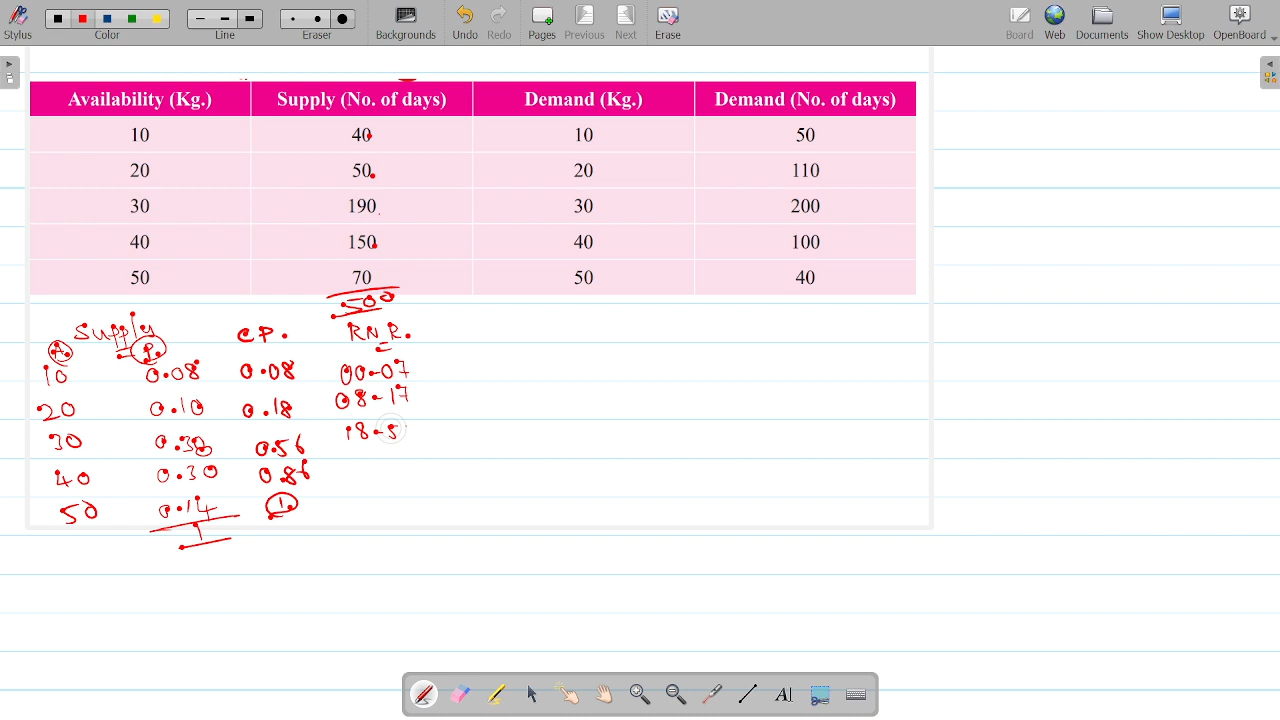 Stylus Color Line Eraser Backgrounds Undo Redo Pages Previous Next Erase Board Web Documents Show Desktop OpenBoard
Availability (Kg.) Supply (No. of days) Demand (Kg.) Demand (No. of days)
10 40 10 50
20 50 20 110
30 190 30 200
40 150 40 100
50 70 50 40
500
Supply C.P. R.N.R.
A P
10 0.08 0.08 00-07
20 0.10 0.18 08-17
30 0.38 0.56 18-5
40 0.30 0.86
50 0.14 1
1